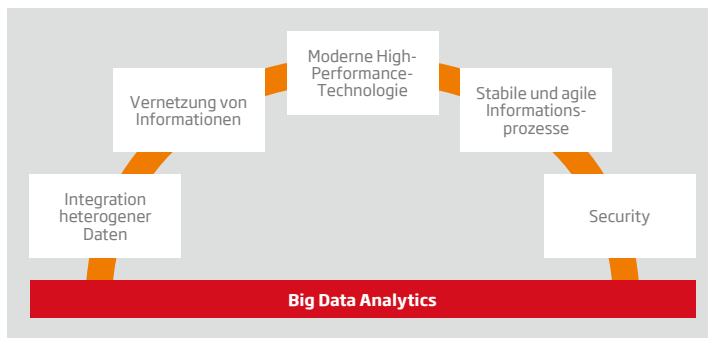 Moderne High-
Performance-
Technologie
Vernetzung von
Informationen
Stabile und agile
Informations-
prozesse
Integration
heterogener
Daten
Security
Big Data Analytics